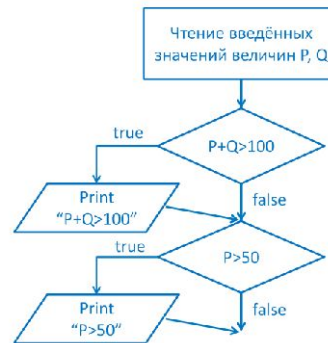 Чтение введённых
значений величин P, Q
true
P+Q>100
Print
“P+Q>100”
false
true
P>50
Print
“P>50”
false